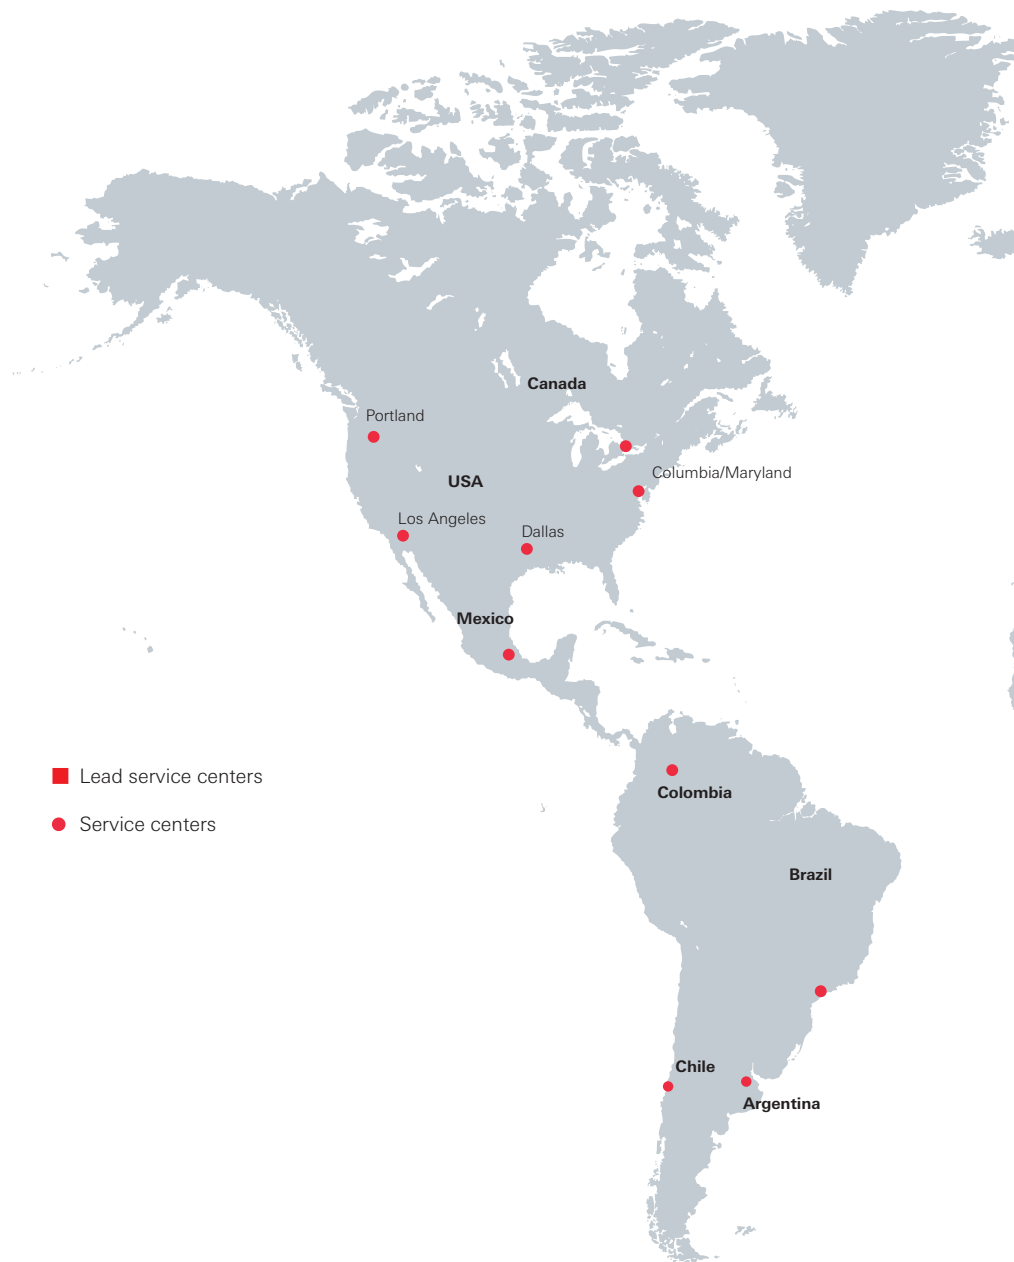 Canada
Portland
Columbia/Maryland
USA
Los Angeles
Dallas
Mexico
Lead service centers
Colombia
Service centers
Brazil
Chile
Argentina